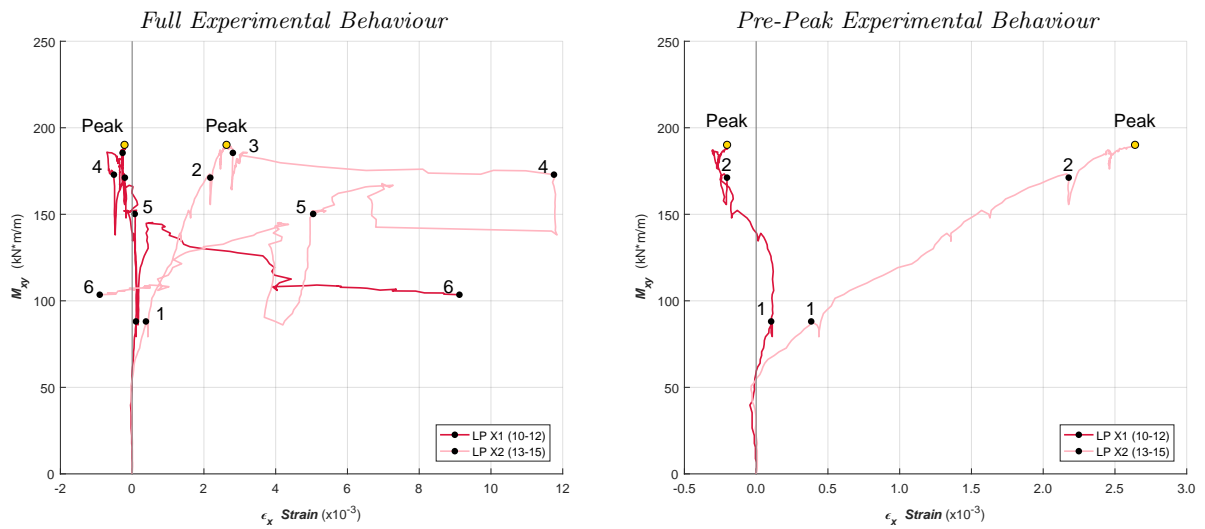 Full Experimental Behaviour
250
200
150
100
50
0
-2
0
2
4
6
8
10
12
M_xy (kN*m/m)
ϵ_x Strain (x10^-3)
Peak
Peak
3
4
2
4
5
5
6
6
1
LP X1 (10-12)
LP X2 (13-15)
Pre-Peak Experimental Behaviour
250
200
150
100
50
0
-0.5
0.0
0.5
1.0
1.5
2.0
2.5
3.0
M_xy (kN*m/m)
ϵ_x Strain (x10^-3)
Peak
Peak
2
2
1
1
LP X1 (10-12)
LP X2 (13-15)